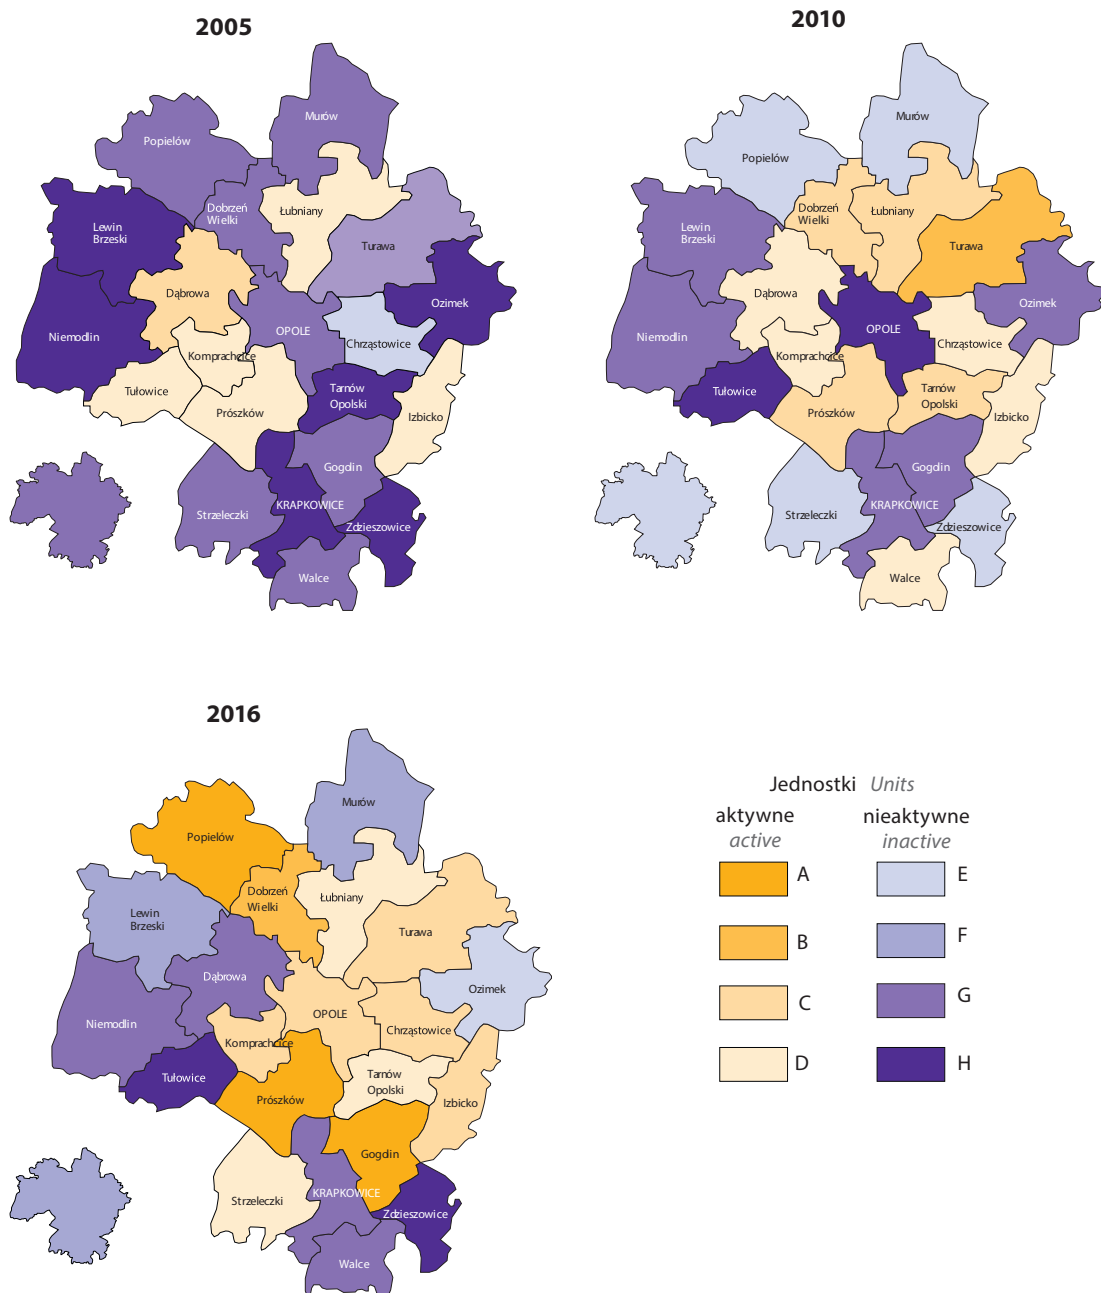 2005
Murów
Popielów
Dobrzeń
Wielki
Łubniany
Lewin
Brzeski
Turawa
Dąbrowa
Ozimek
Niemodlin
OPOLE
Chrząstowice
Komprachcice
Tułowice
Tarnów
Opolski
Prószków
Izbicko
Gogdlin
Strzeleczki
KRAPKOWICE
Zdzieszowice
Walce
2010
Murów
Popielów
Dobrzeń
Wielki
Łubniany
Lewin
Brzeski
Turawa
Dąbrowa
Ozimek
Niemodlin
OPOLE
Chrząstowice
Komprachcice
Tułowice
Tarnów
Opolski
Prószków
Izbicko
Gogdlin
Strzeleczki
KRAPKOWICE
Zdzieszowice
Walce
2016
Murów
Popielów
Dobrzeń
Wielki
Łubniany
Lewin
Brzeski
Turawa
Dąbrowa
Ozimek
Niemodlin
OPOLE
Chrząstowice
Komprachcice
Tułowice
Tarnów
Opolski
Prószków
Izbicko
Gogdlin
Strzeleczki
KRAPKOWICE
Zdzieszowice
Walce
Jednostki Units
aktywne nieaktywne
active inactive
A E
B F
C G
D H